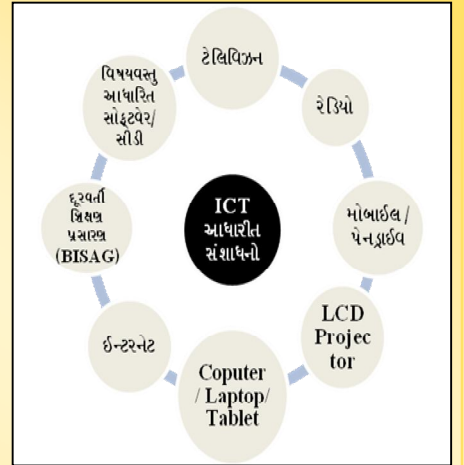 ટેલિવિઝન
રેડિયો
મોબાઈલ /
પેનડ્રાઈવ
LCD
Projec
tor
Coputer
/ Laptop/
Tablet
ઈન્ટરનેટ
દૂરવર્તી
શિક્ષણ
પ્રસારણ
(BISAG)
વિષયવસ્તુ
આધારિત
સોફ્ટવેર/
સીડી
ICT
આધારીત
સંશાધનો